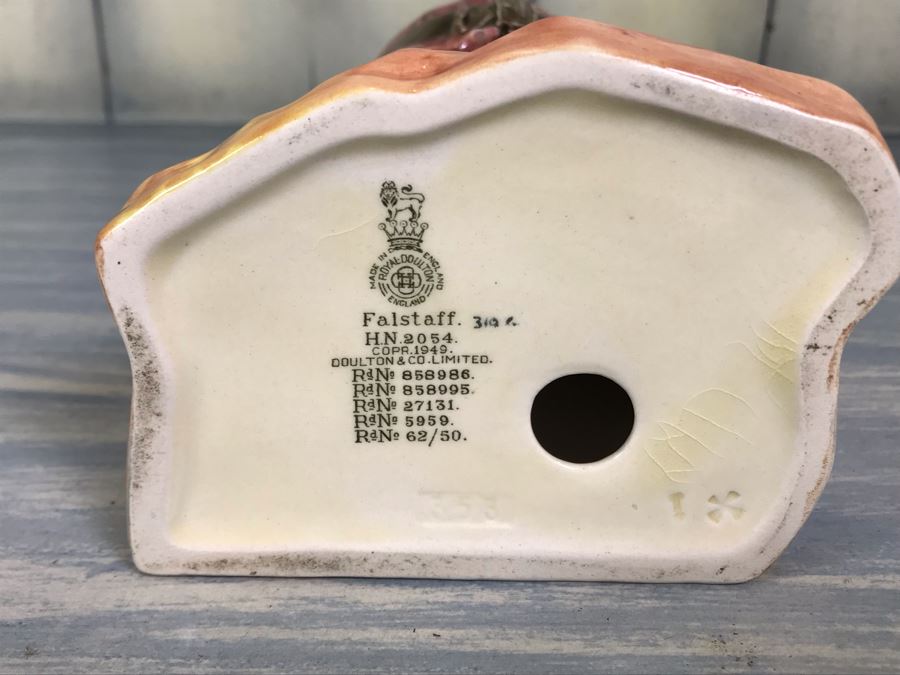 MADE IN ENGLAND
ROYAL DOULTON
ENGLAND
Falstaff.
H.N.2054.
COPR.1949.
DOULTON & CO. LIMITED.
RdNo 858986.
RdNo 858995.
RdNo 27131.
RdNo 5959.
RdNo 62/50.